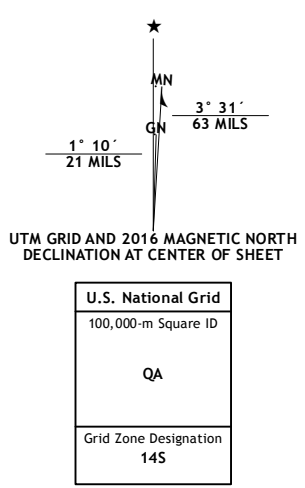 ★
MN
3° 31´
63 MILS
GN
1° 10´
21 MILS
UTM GRID AND 2016 MAGNETIC NORTH
DECLINATION AT CENTER OF SHEET
U.S. National Grid
100,000-m Square ID
QA
Grid Zone Designation
14S